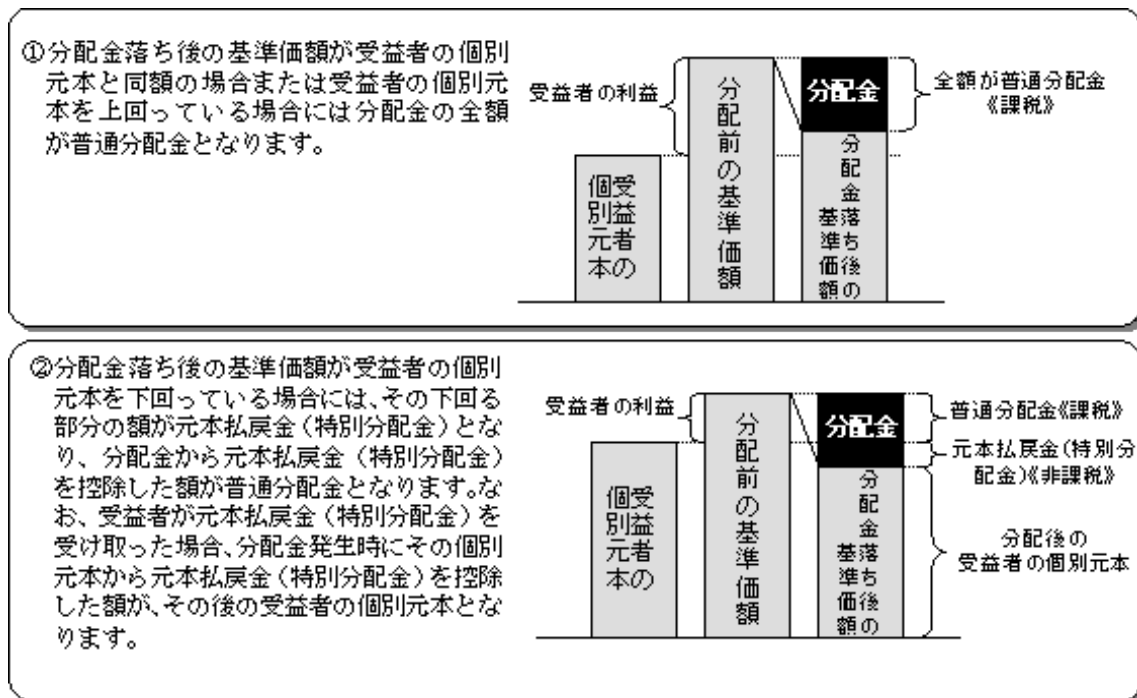 ①分配金落ち後の基準価額が受益者の個別
元本と同額の場合または受益者の個別元
本を上回っている場合には分配金の全額
が普通分配金となります。
受益者の利益
分配前の基準価額
分配金
全額が普通分配金
《課税》
受益者の
個別元本
分配金落ち後の
基準価額
②分配金落ち後の基準価額が受益者の個別
元本を下回っている場合には、その下回る
部分の額が元本払戻金（特別分配金）とな
り、分配金から元本払戻金（特別分配金）
を控除した額が普通分配金となります。な
お、受益者が元本払戻金（特別分配金）を
受け取った場合、分配金発生時にその個別
元本から元本払戻金（特別分配金）を控除
した額が、その後の受益者の個別元本とな
ります。
受益者の利益
分配前の基準価額
分配金
普通分配金《課税》
元本払戻金(特別分
配金)《非課税》
受益者の
個別元本
分配金落ち後の
基準価額
分配後の
受益者の個別元本